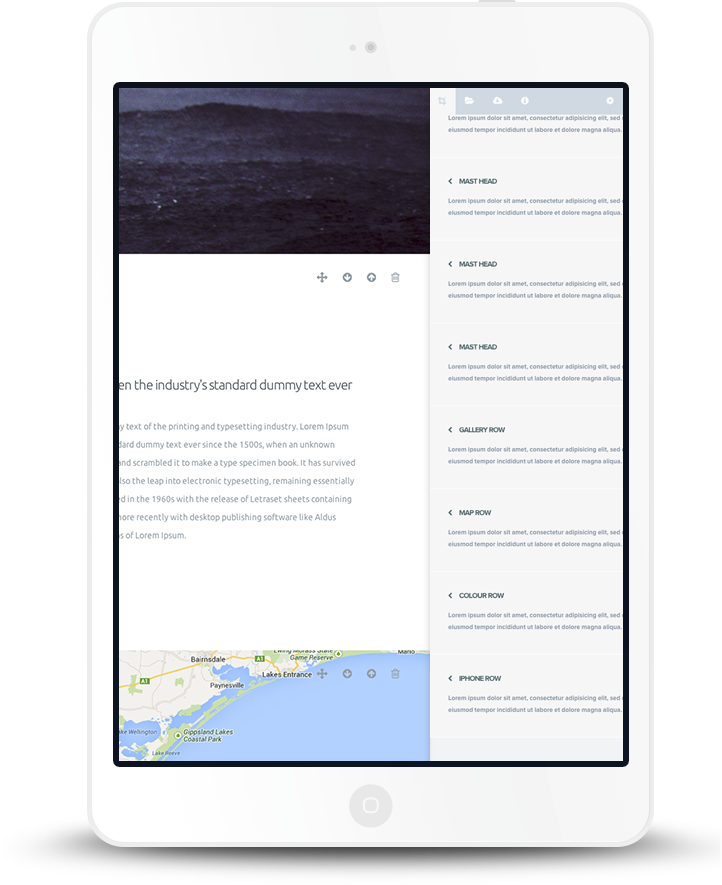 en the industry's standard dummy text ever
y text of the printing and typesetting industry. Lorem Ipsum
dard dummy text ever since the 1500s, when an unknown
and scrambled it to make a type specimen book. It has survived
also the leap into electronic typesetting, remaining essentially
ed in the 1960s with the release of Letraset sheets containing
more recently with desktop publishing software like Aldus
s of Lorem Ipsum.
Ewing Morass State
Game Reserve
Marlo
Bairnsdale
A1
Lakes Entrance
A1
Paynesville
ke Wellington
Gippsland Lakes
Coastal Park
Lake Reeve
Lorem ipsum dolor sit amet, consectetur adipisicing elit, sed
eiusmod tempor incididunt ut labore et dolore magna aliqua.
MAST HEAD
Lorem ipsum dolor sit amet, consectetur adipisicing elit, sed
eiusmod tempor incididunt ut labore et dolore magna aliqua.
MAST HEAD
Lorem ipsum dolor sit amet, consectetur adipisicing elit, sed
eiusmod tempor incididunt ut labore et dolore magna aliqua.
MAST HEAD
Lorem ipsum dolor sit amet, consectetur adipisicing elit, sed
eiusmod tempor incididunt ut labore et dolore magna aliqua.
GALLERY ROW
Lorem ipsum dolor sit amet, consectetur adipisicing elit, sed
eiusmod tempor incididunt ut labore et dolore magna aliqua.
MAP ROW
Lorem ipsum dolor sit amet, consectetur adipisicing elit, sed
eiusmod tempor incididunt ut labore et dolore magna aliqua.
COLOUR ROW
Lorem ipsum dolor sit amet, consectetur adipisicing elit, sed
eiusmod tempor incididunt ut labore et dolore magna aliqua.
IPHONE ROW
Lorem ipsum dolor sit amet, consectetur adipisicing elit, sed
eiusmod tempor incididunt ut labore et dolore magna aliqua.